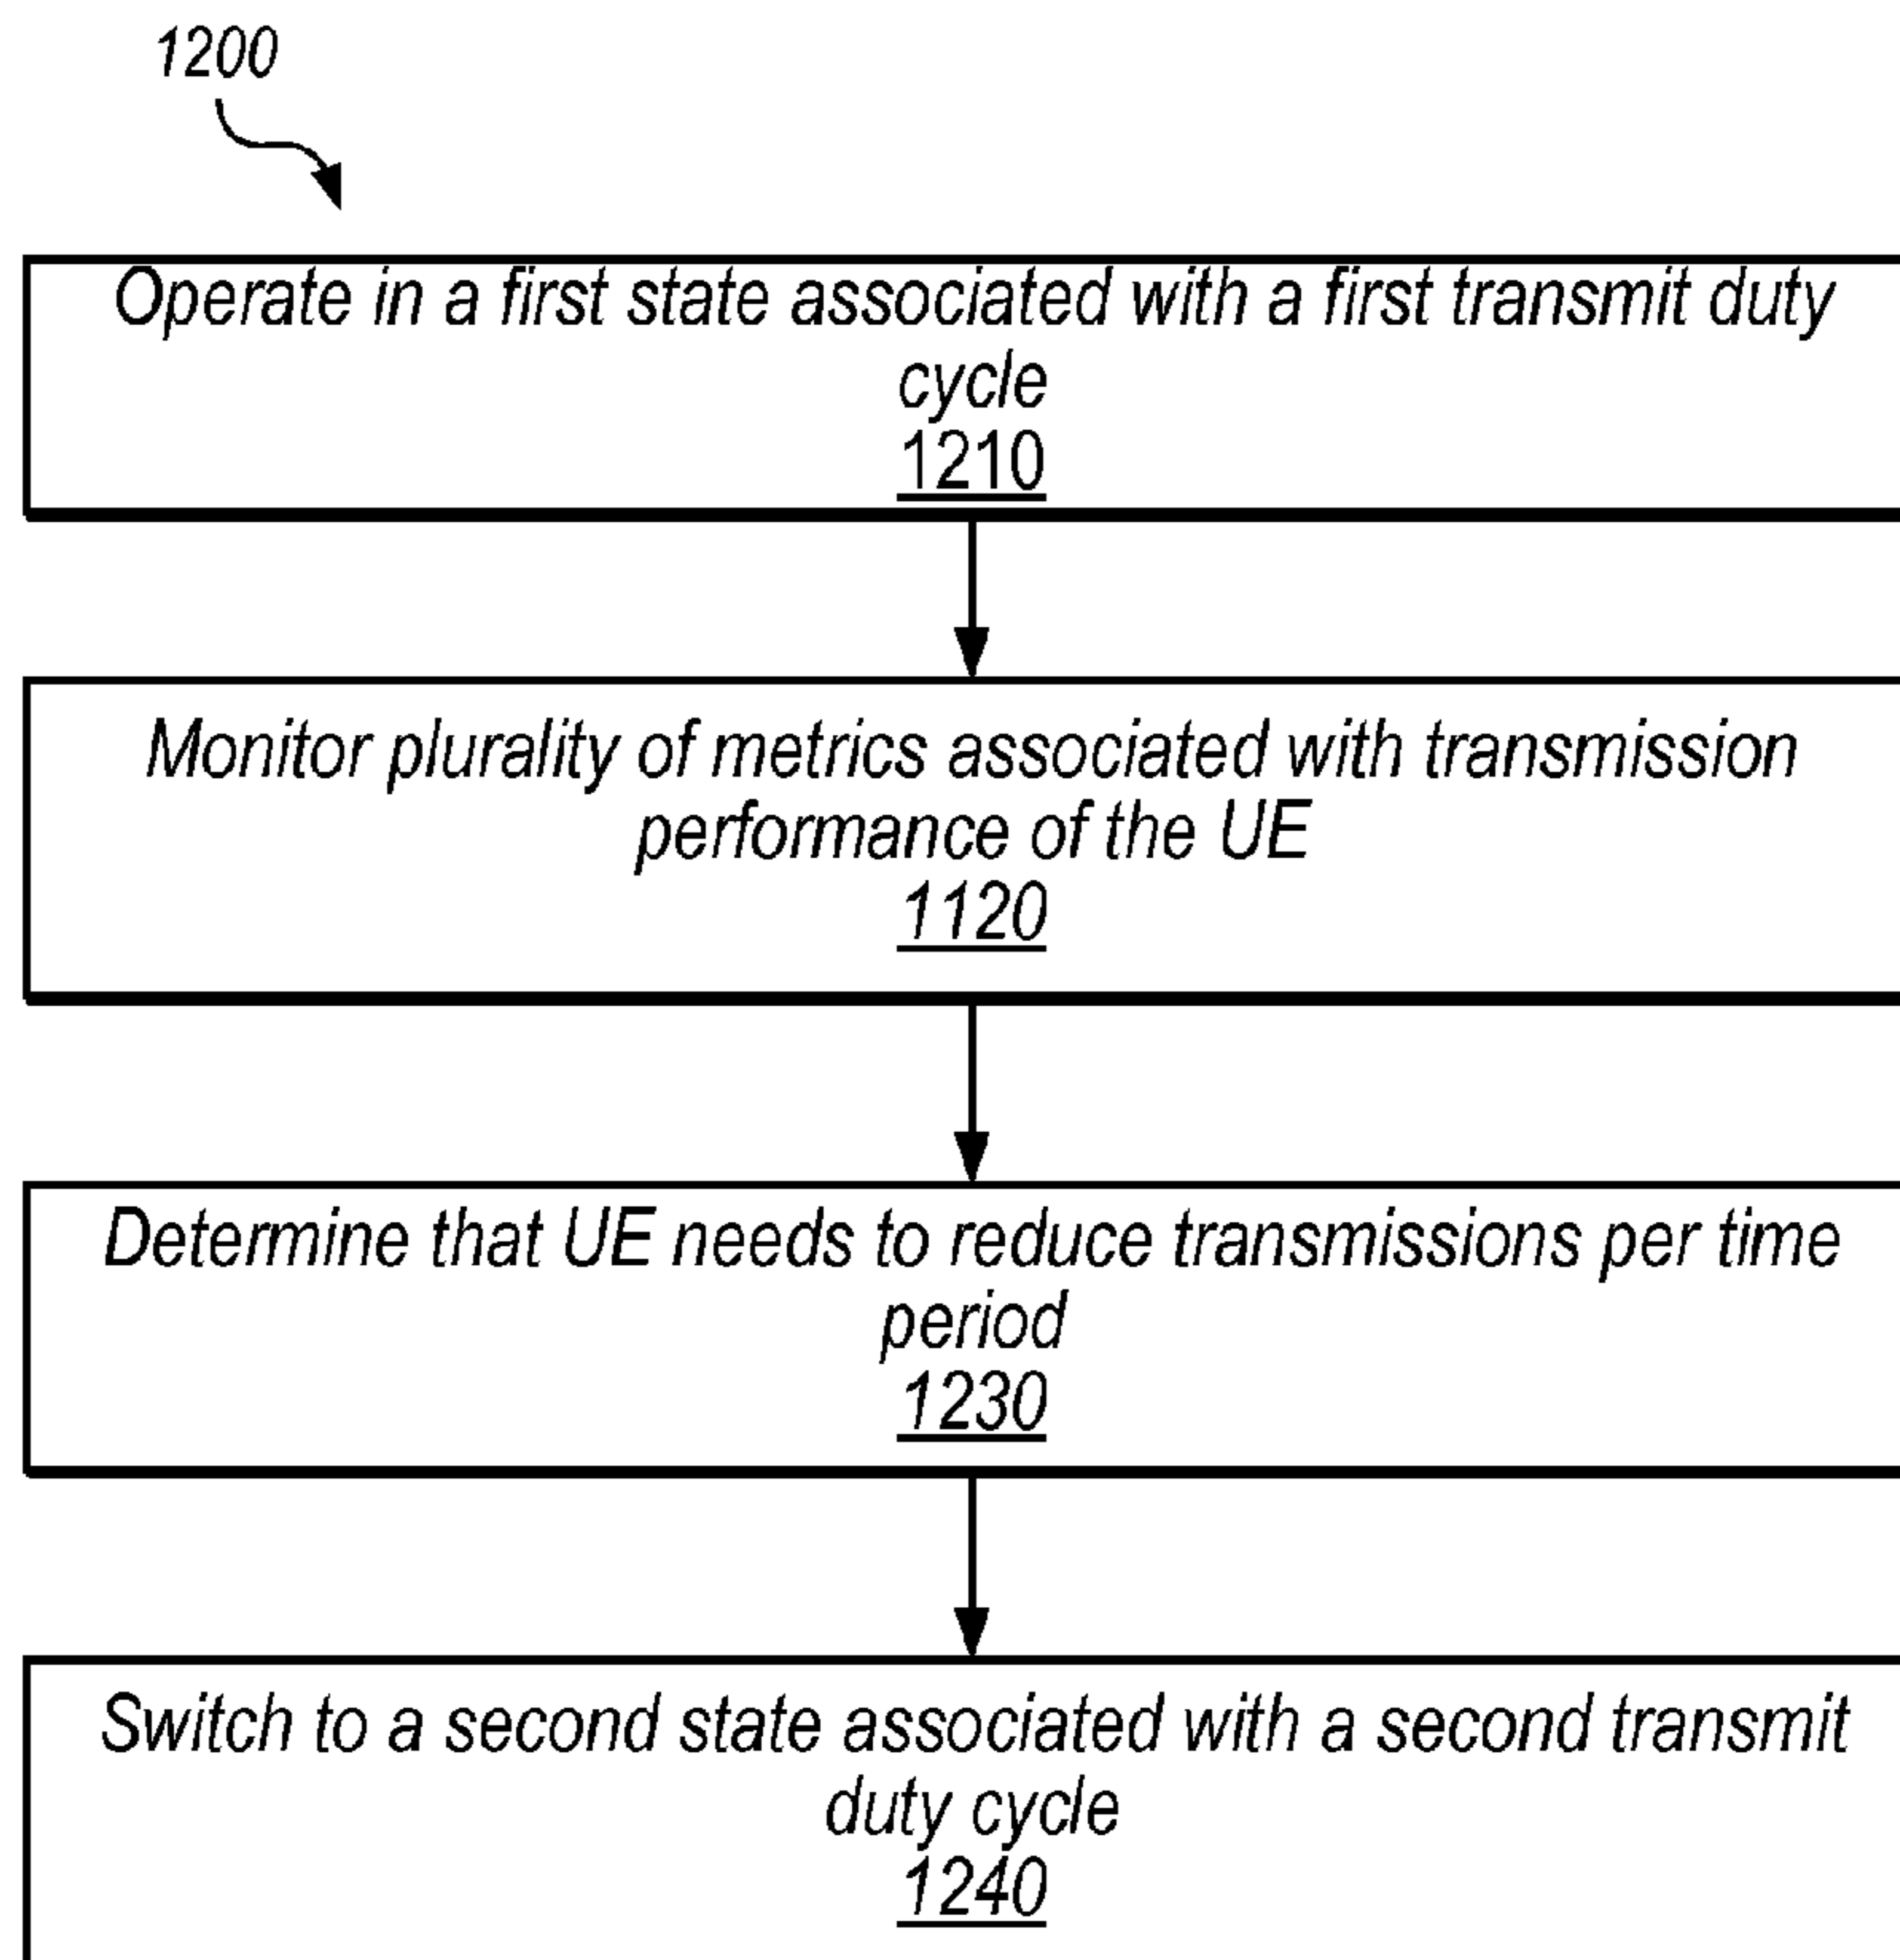 1200
Operate in a first state associated with a first transmit duty
cycle
1210
Monitor plurality of metrics associated with transmission
performance of the UE
1120
Determine that UE needs to reduce transmissions per time
period
1230
Switch to a second state associated with a second transmit
duty cycle
1240